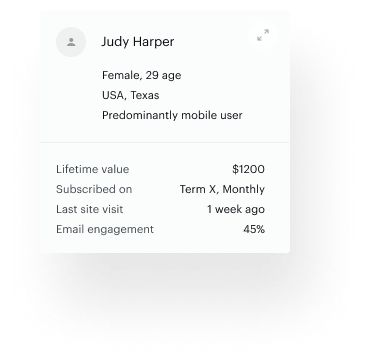 Judy Harper
Female, 29 age
USA, Texas
Predominantly mobile user
Lifetime value $1200
Subscribed on Term X, Monthly
Last site visit 1 week ago
Email engagement 45%